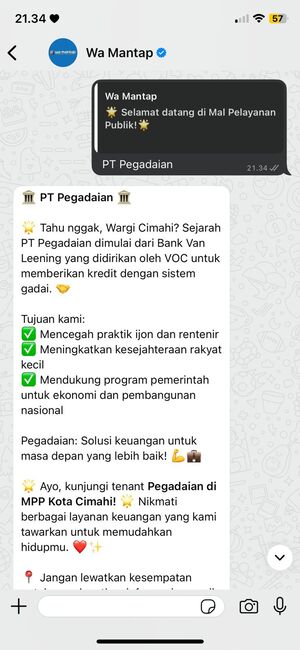 21.34
57
Wa Mantap
Wa Mantap
🌟 Selamat datang di Mal Pelayanan
Publik!🌟
PT Pegadaian
21.34
🏛️ PT Pegadaian 🏛️
🌟 Tahu nggak, Wargi Cimahi? Sejarah
PT Pegadaian dimulai dari Bank Van
Leening yang didirikan oleh VOC untuk
memberikan kredit dengan sistem
gadai. 🤝
Tujuan kami:
✅ Mencegah praktik ijon dan rentenir
✅ Meningkatkan kesejahteraan rakyat
kecil
✅ Mendukung program pemerintah
untuk ekonomi dan pembangunan
nasional
Pegadaian: Solusi keuangan untuk
masa depan yang lebih baik! 💪💼
🌟 Ayo, kunjungi tenant Pegadaian di
MPP Kota Cimahi! 🌟 Nikmati
berbagai layanan keuangan yang kami
tawarkan untuk memudahkan
hidupmu. ❤️✨
📍 Jangan lewatkan kesempatan